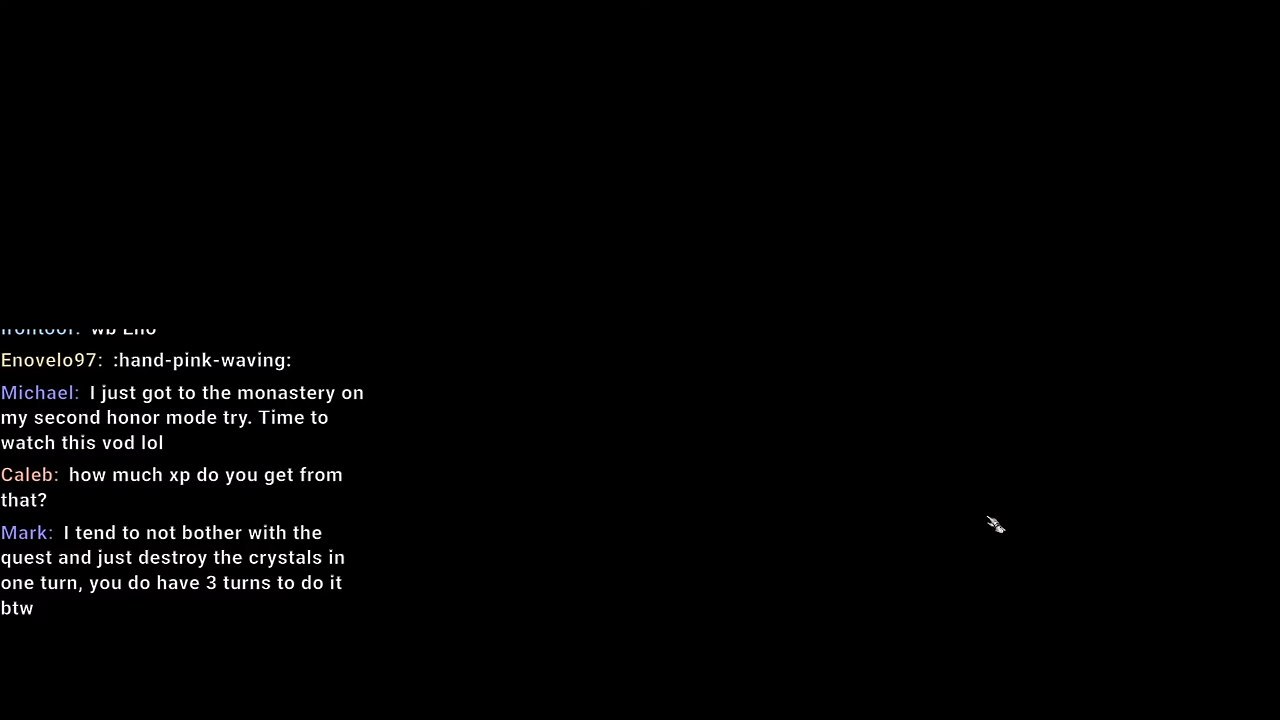 wb Eno
Enovelo97: :hand-pink-waving:
Michael: I just got to the monastery on
my second honor mode try. Time to
watch this vod lol
Caleb: how much xp do you get from
that?
Mark: I tend to not bother with the
quest and just destroy the crystals in
one turn, you do have 3 turns to do it
btw